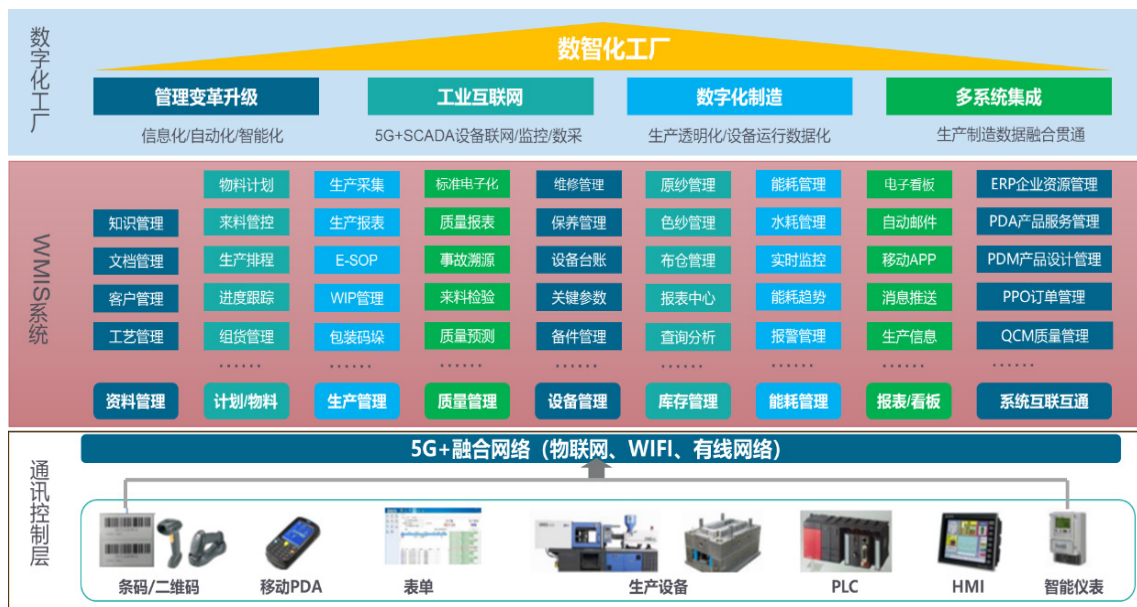 数字化工厂
数智化工厂
管理变革升级 工业互联网 数字化制造 多系统集成
信息化/自动化/智能化 5G+SCADA设备联网/监控/数采 生产透明化/设备运行数据化 生产制造数据融合贯通
WMIS系统
物料计划 生产采集 标准电子化 维修管理 原纱管理 能耗管理 电子看板 ERP企业资源管理
知识管理 来料管控 生产报表 质量报表 保养管理 色纱管理 水耗管理 自动邮件 PDA产品服务管理
文档管理 生产排程 E-SOP 事故溯源 设备台账 布仓管理 实时监控 移动APP PDM产品设计管理
客户管理 进度跟踪 WIP管理 来料检验 关键参数 报表中心 能耗趋势 消息推送 PPO订单管理
工艺管理 组货管理 包装码垛 质量预测 备件管理 查询分析 报警管理 生产信息 QCM质量管理
...... ...... ...... ...... ...... ...... ...... ......
资料管理 计划/物料 生产管理 质量管理 设备管理 库存管理 能耗管理 报表/看板 系统互联互通
通讯控制层
5G+融合网络（物联网、WIFI、有线网络）
条码/二维码 移动PDA 表单 生产设备 PLC HMI 智能仪表